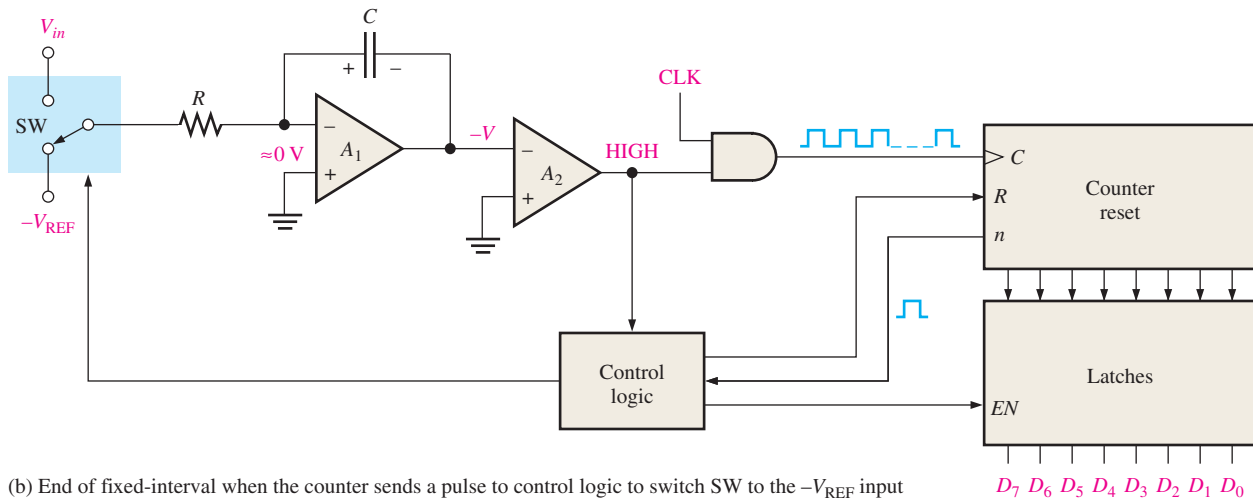 V_in
C
+ −
CLK
SW
R
−
≈0 V
A_1
+
−V
−
A_2
+
HIGH
C
Counter
reset
R
n
−V_REF
Control
logic
Latches
EN
D_7 D_6 D_5 D_4 D_3 D_2 D_1 D_0
(b) End of fixed-interval when the counter sends a pulse to control logic to switch SW to the –V_REF input